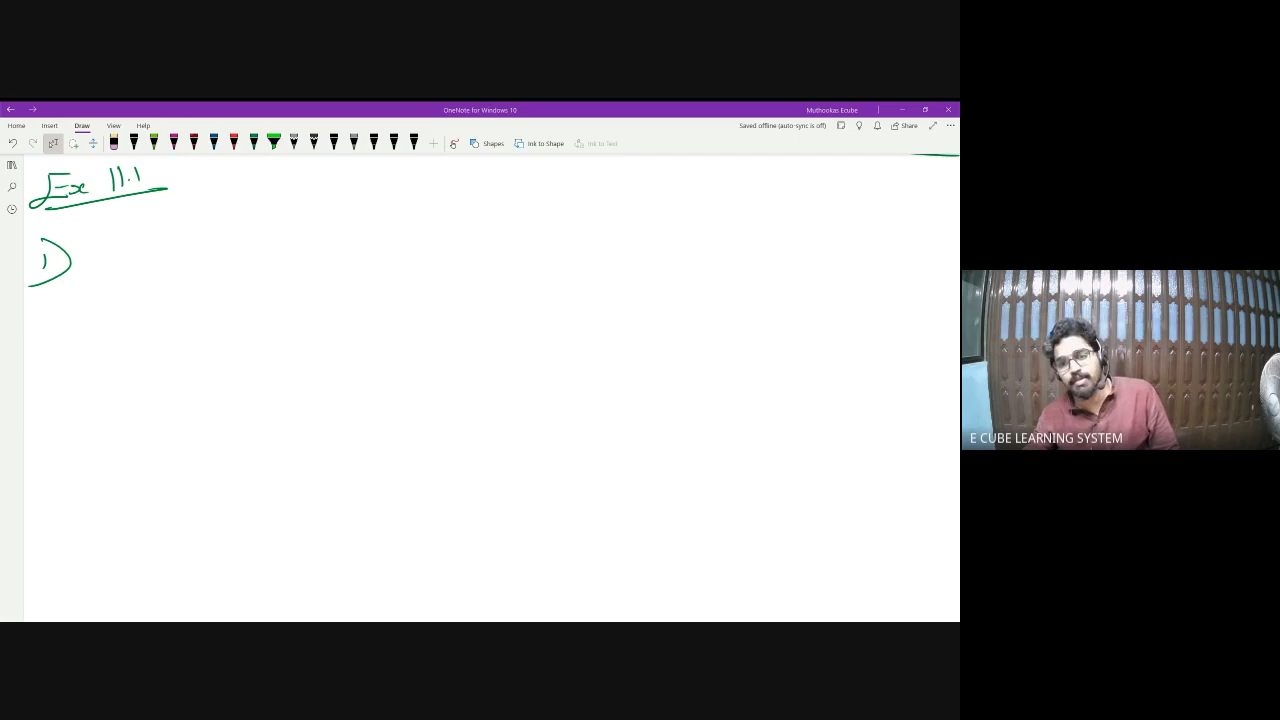 OneNote for Windows 10
Muthookas Ecube
Home Insert Draw View Help
Saved offline (auto-sync is off)
Share
Shapes
Ink to Shape
Ink to Text
Ex 11.1
1)
E CUBE LEARNING SYSTEM